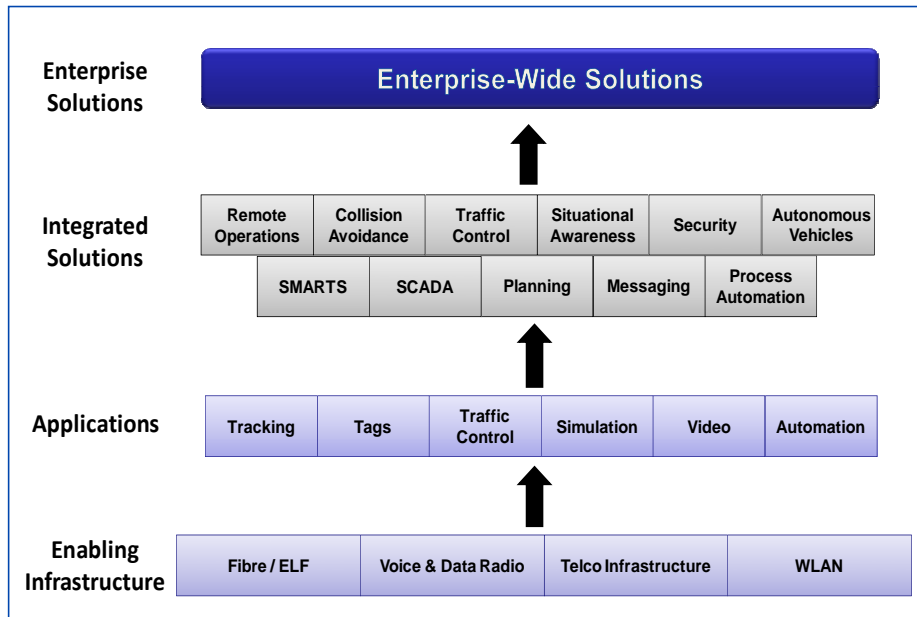 Enterprise
Solutions
Enterprise-Wide Solutions
Integrated
Solutions
Remote
Operations
Collision
Avoidance
Traffic
Control
Situational
Awareness
Security
Autonomous
Vehicles
SMARTS
SCADA
Planning
Messaging
Process
Automation
Applications
Tracking
Tags
Traffic
Control
Simulation
Video
Automation
Enabling
Infrastructure
Fibre / ELF
Voice & Data Radio
Telco Infrastructure
WLAN